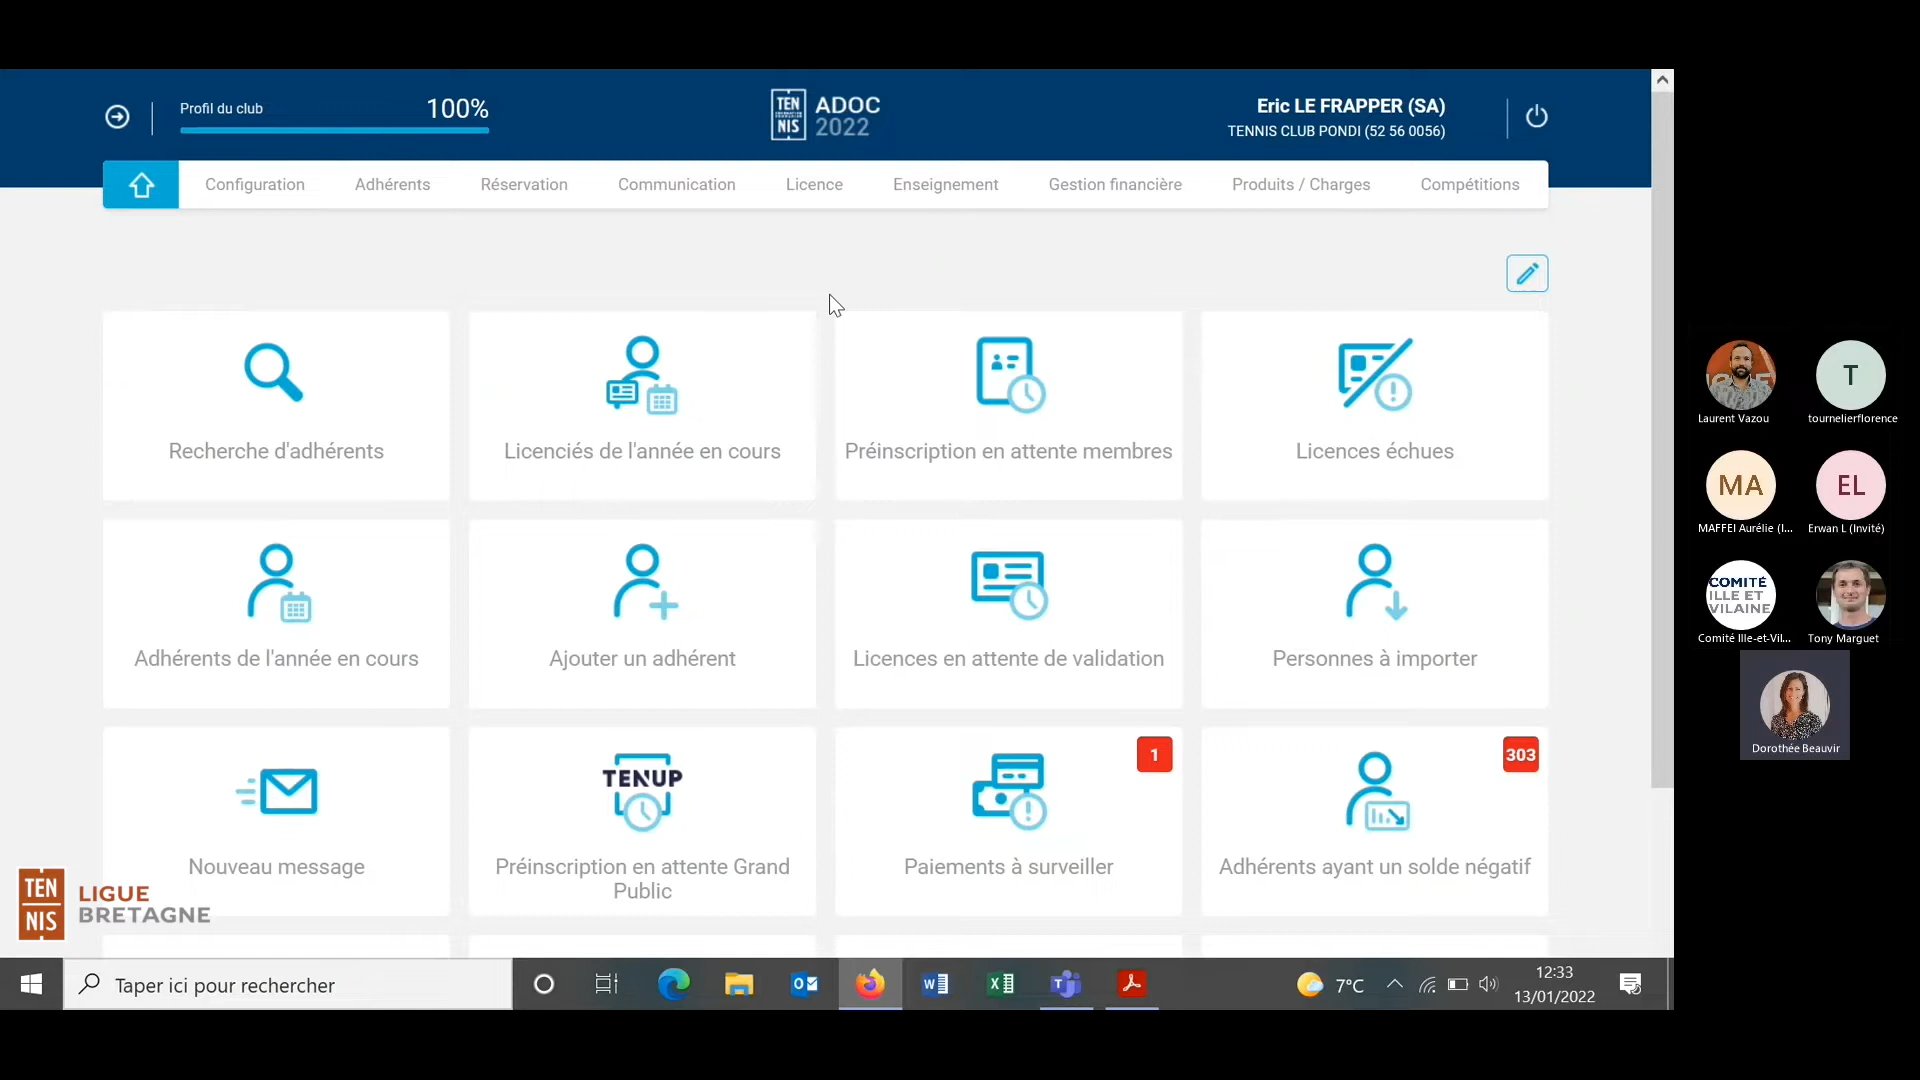 Profil du club
100%
TEN
NIS
ADOC
2022
Eric LE FRAPPER (SA)
TENNIS CLUB PONDI (52 56 0056)
Configuration
Adhérents
Réservation
Communication
Licence
Enseignement
Gestion financière
Produits / Charges
Compétitions
Recherche d'adhérents
Licenciés de l'année en cours
Préinscription en attente membres
Licences échues
Adhérents de l'année en cours
Ajouter un adhérent
Licences en attente de validation
Personnes à importer
Nouveau message
TENUP
Préinscription en attente Grand
Public
1
Paiements à surveiller
303
Adhérents ayant un solde négatif
TEN
NIS
LIGUE
BRETAGNE
Laurent Vazou
T
tournelierflorence
MA
MAFFEI Aurélie (I...
EL
Erwan L (Invité)
COMITÉ
ILLE ET
VILAINE
Comité Ille-et-Vil...
Tony Marguet
Dorothée Beauvir
Taper ici pour rechercher
7°C
12:33
13/01/2022